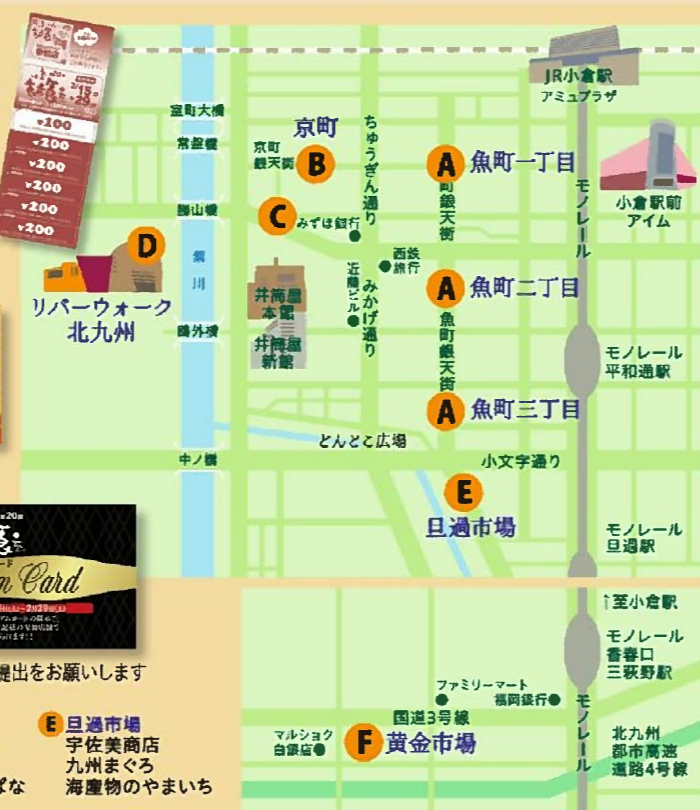 ¥200
¥200
¥200
¥200
¥200
¥200
JR小倉駅
アミュプラザ
室町大橋
常盤橋
勝山橋
紫川
鴎外橋
中ノ橋
京町
京町
銀天街
B
ちゅうぎん通り
A 魚町一丁目
町銀天街
モノレール
小倉駅前
アイム
C みずほ銀行
D
リバーウォーク
北九州
西鉄
旅行
近藤ビル
みかげ通り
井筒屋
本館
井筒屋
新館
A 魚町二丁目
魚町銀天街
モノレール
平和通駅
A 魚町三丁目
どんどこ広場
小文字通り
E
旦過市場
モノレール
旦過駅
Card
提出をお願いします
E 旦過市場
宇佐美商店
九州まぐろ
海産物のやまいち
ぱな
↑至小倉駅
モノレール
香春口
三萩野駅
ファミリーマート
福岡銀行
国道3号線
マルショク
白銀店
F 黄金市場
モノレール
北九州
都市高速
道路4号線